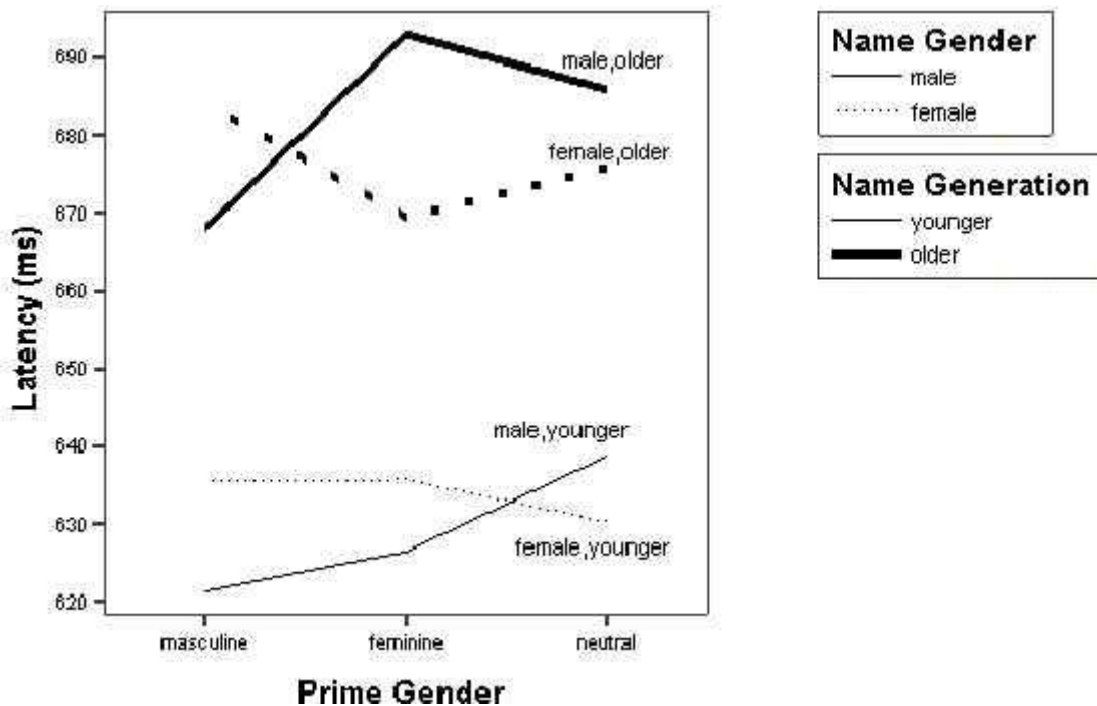 690
680
670
660
650
640
630
620
Latency (ms)
male,older
female,older
male,younger
female,younger
masculine
feminine
neutral
Prime Gender
Name Gender
male
female
Name Generation
younger
older